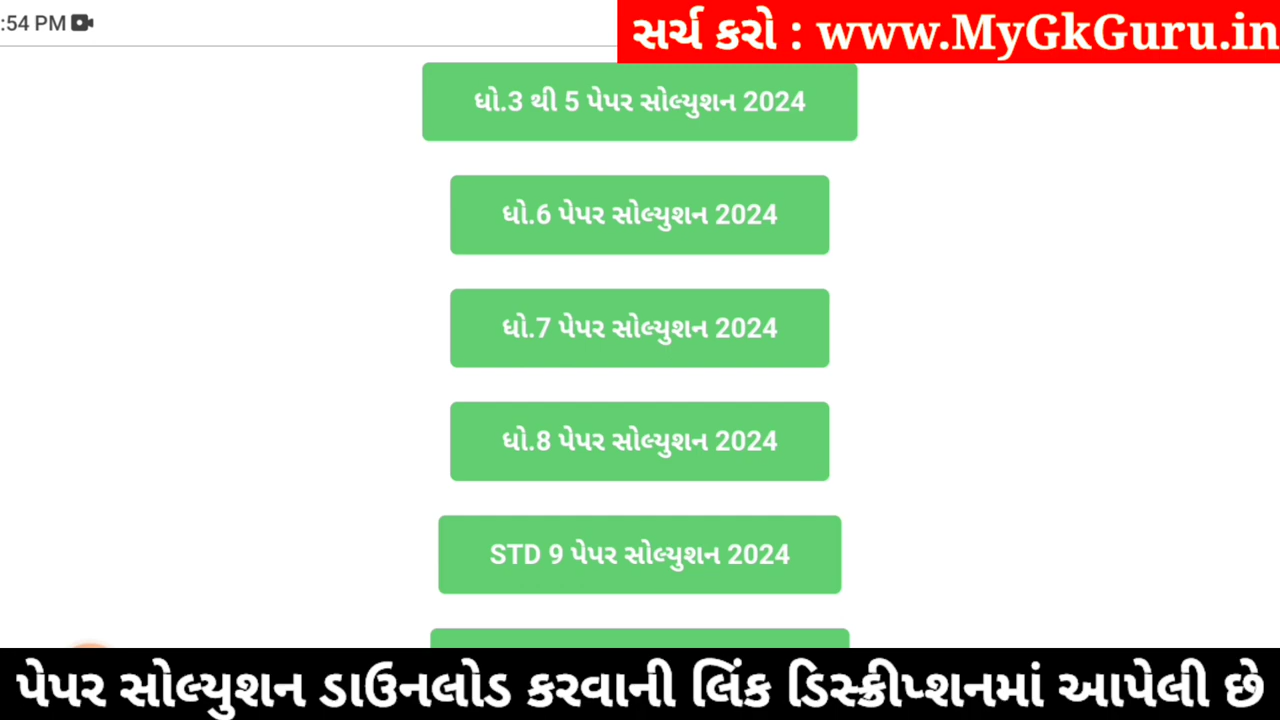 :54 PM
સર્ચ કરો : www.MyGkGuru.in
ધો.3 થી 5 પેપર સોલ્યુશન 2024
ધો.6 પેપર સોલ્યુશન 2024
ધો.7 પેપર સોલ્યુશન 2024
ધો.8 પેપર સોલ્યુશન 2024
STD 9 પેપર સોલ્યુશન 2024
પેપર સોલ્યુશન ડાઉનલોડ કરવાની લિંક ડિસ્ક્રીપ્શનમાં આપેલી છે